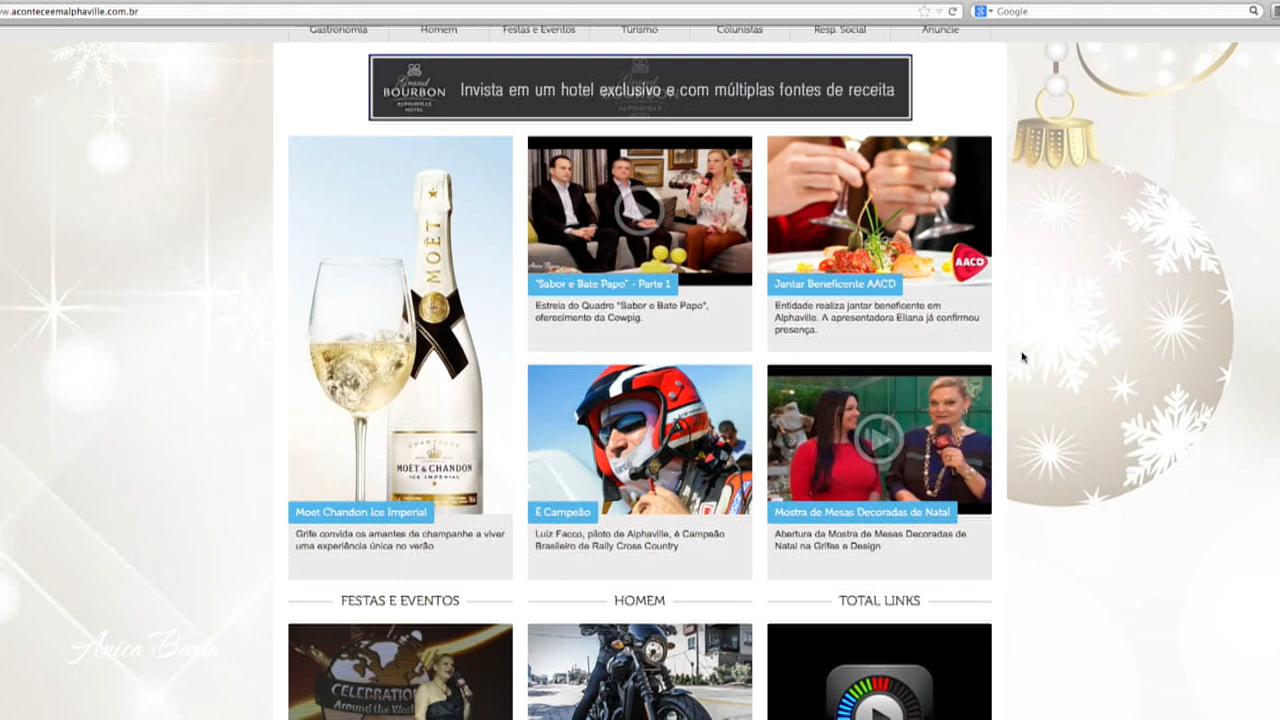 w.aconteceemalphaville.com.br
Google
Gastronomia
Homem
Festas e Eventos
Turismo
Colunistas
Resp. Social
Anuncie
Grand
BOURBON
ALPHAVILLE
HOTEL
Invista em um hotel exclusivo e com múltiplas fontes de receita
MOËT
CHAMPAGNE
MOËT & CHANDON
ICE IMPÉRIAL
Moet Chandon Ice Imperial
Grife convida os amantes de champanhe a viver
uma experiência única no verão
"Sabor e Bate Papo" - Parte 1
Estreia do Quadro "Sabor e Bate Papo",
oferecimento da Cowpig.
AACD
Jantar Beneficente AACD
Entidade realiza jantar beneficente em
Alphaville. A apresentadora Eliana já confirmou
presença.
É Campeão
Luiz Facco, piloto de Alphaville, é Campeão
Brasileiro de Rally Cross Country
Mostra de Mesas Decoradas de Natal
Abertura da Mostra de Mesas Decoradas de
Natal na Grifes e Design
FESTAS E EVENTOS
HOMEM
TOTAL LINKS
CELEBRATION
Around the World